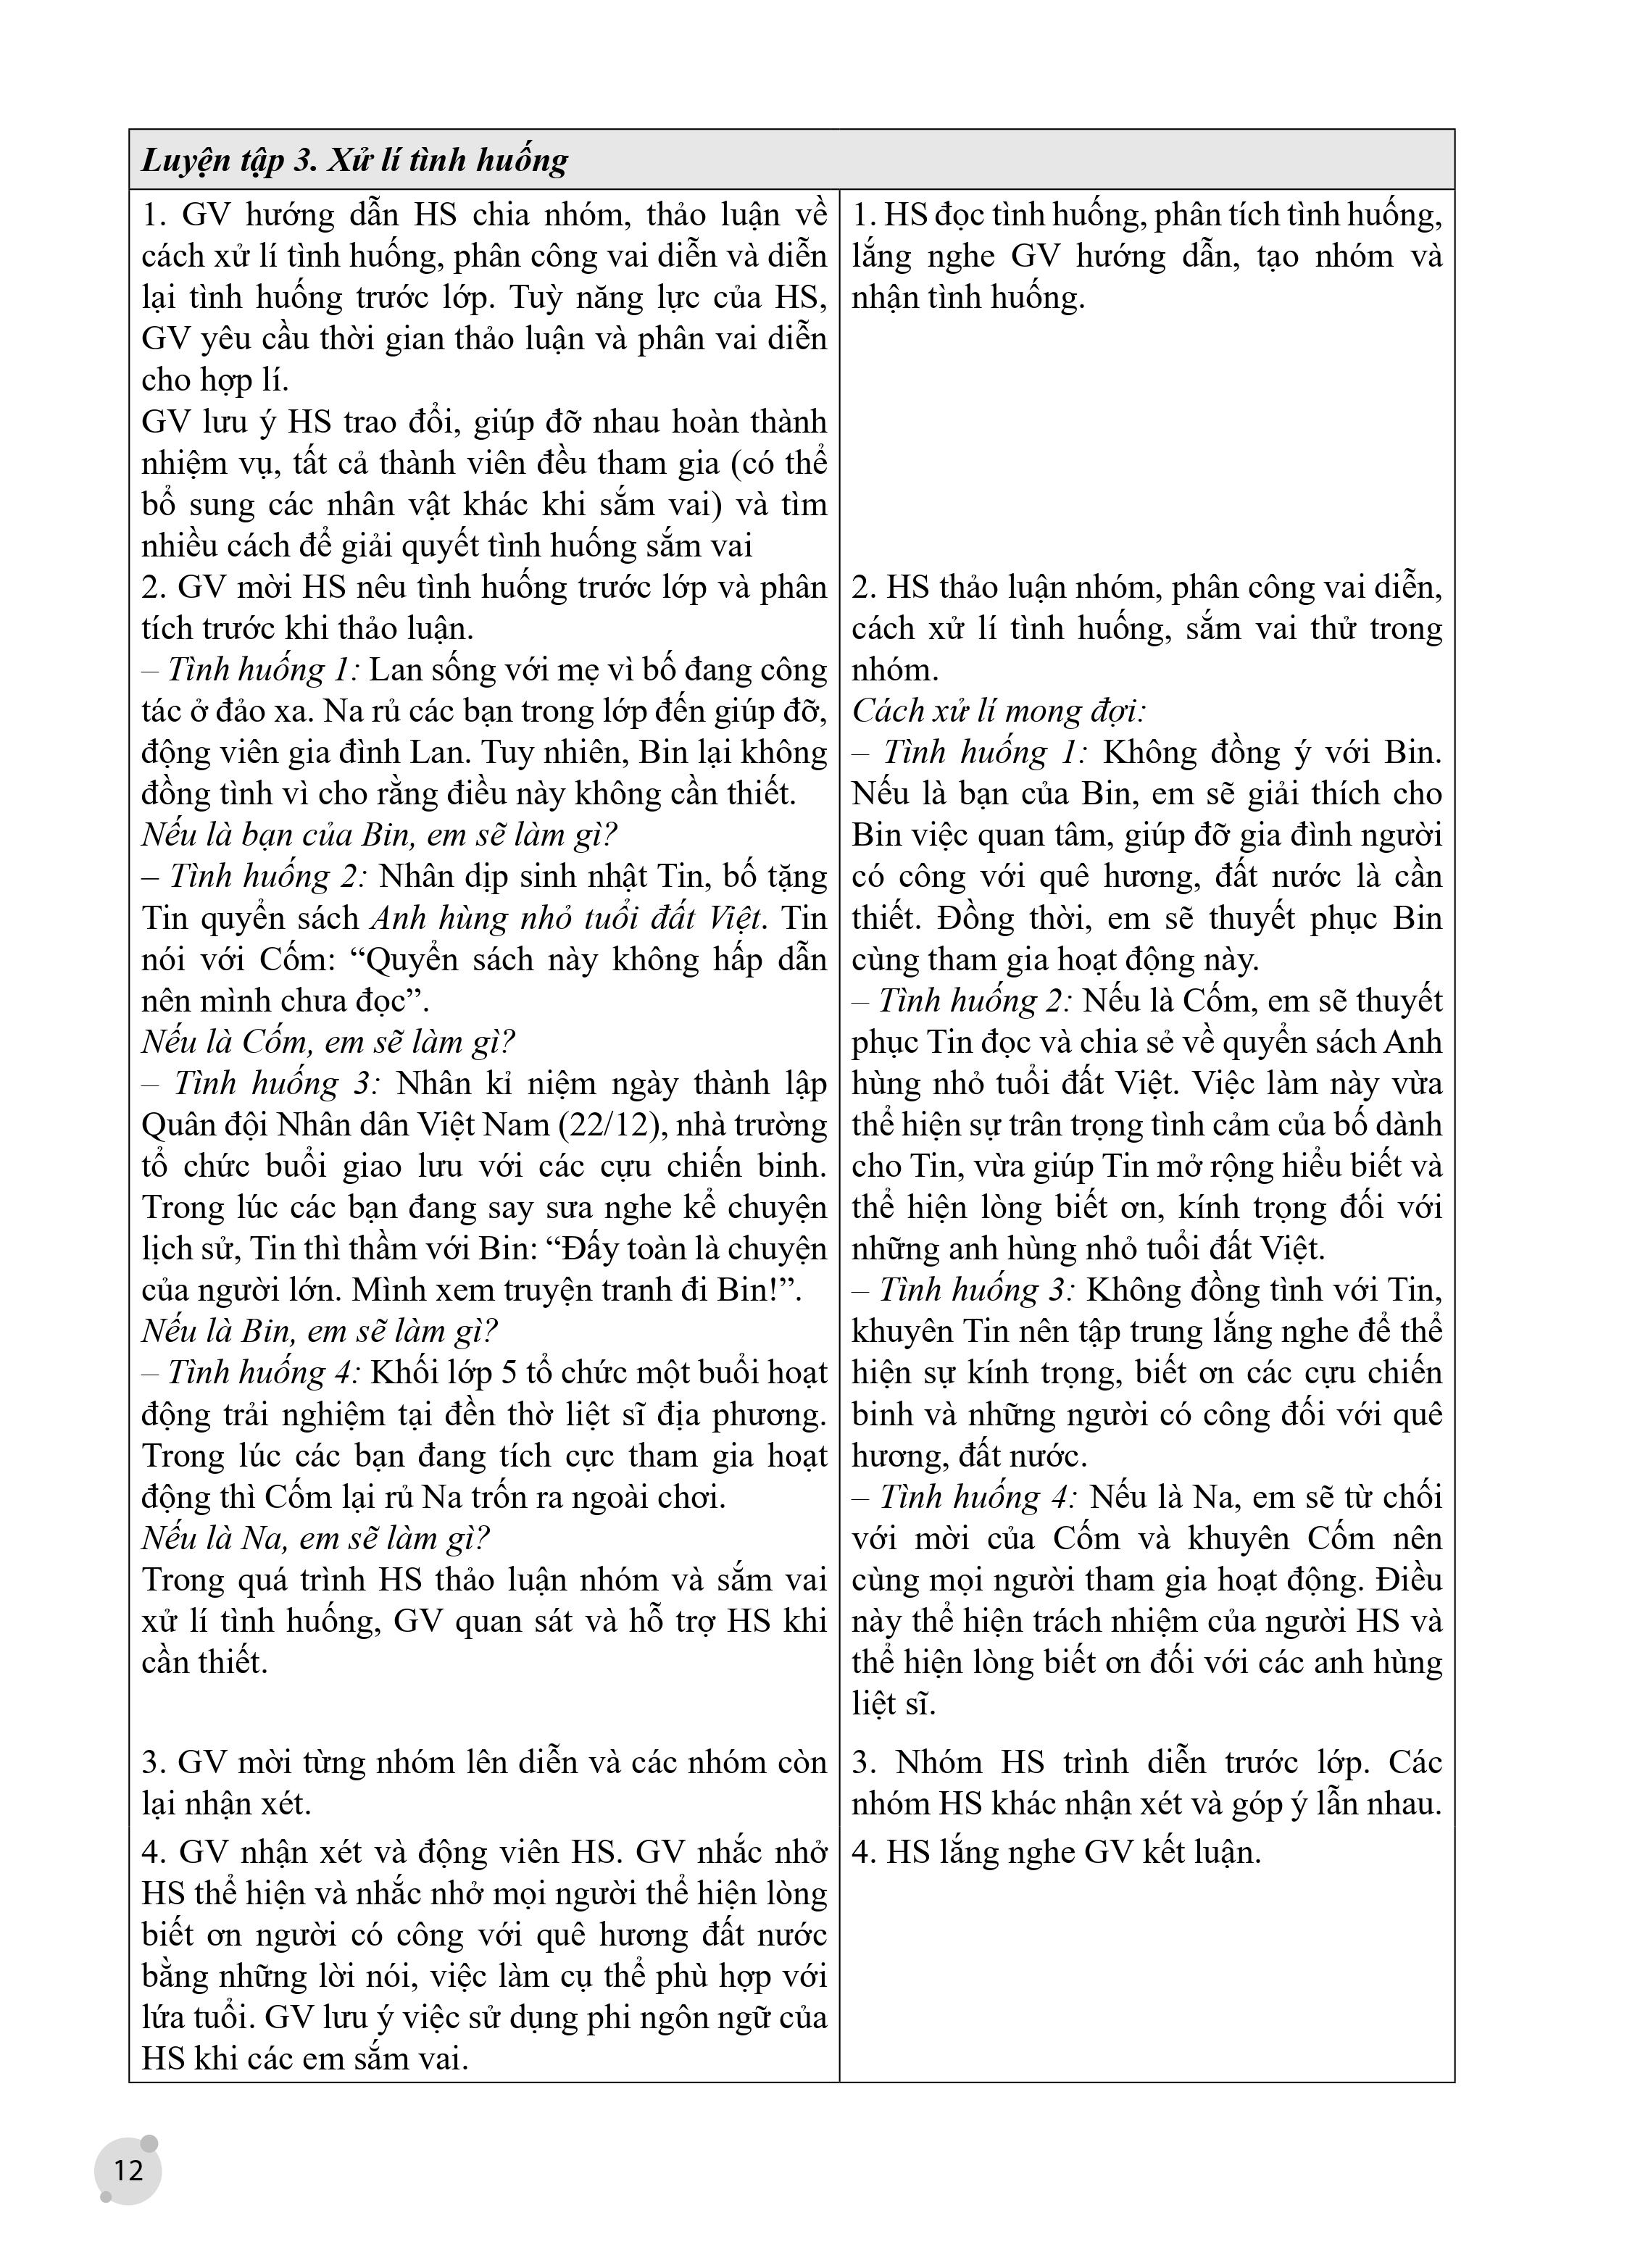 Luyện tập 3. Xử lí tình huống
1. GV hướng dẫn HS chia nhóm, thảo luận về
cách xử lí tình huống, phân công vai diễn và diễn
lại tình huống trước lớp. Tuỳ năng lực của HS,
GV yêu cầu thời gian thảo luận và phân vai diễn
cho hợp lí.
GV lưu ý HS trao đổi, giúp đỡ nhau hoàn thành
nhiệm vụ, tất cả thành viên đều tham gia (có thể
bổ sung các nhân vật khác khi sắm vai) và tìm
nhiều cách để giải quyết tình huống sắm vai
1. HS đọc tình huống, phân tích tình huống,
lắng nghe GV hướng dẫn, tạo nhóm và
nhận tình huống.
2. GV mời HS nêu tình huống trước lớp và phân
tích trước khi thảo luận.
– Tình huống 1: Lan sống với mẹ vì bố đang công
tác ở đảo xa. Na rủ các bạn trong lớp đến giúp đỡ,
động viên gia đình Lan. Tuy nhiên, Bin lại không
đồng tình vì cho rằng điều này không cần thiết.
Nếu là bạn của Bin, em sẽ làm gì?
– Tình huống 2: Nhân dịp sinh nhật Tin, bố tặng
Tin quyển sách Anh hùng nhỏ tuổi đất Việt. Tin
nói với Cốm: “Quyển sách này không hấp dẫn
nên mình chưa đọc”.
Nếu là Cốm, em sẽ làm gì?
– Tình huống 3: Nhân kỉ niệm ngày thành lập
Quân đội Nhân dân Việt Nam (22/12), nhà trường
tổ chức buổi giao lưu với các cựu chiến binh.
Trong lúc các bạn đang say sưa nghe kể chuyện
lịch sử, Tin thì thầm với Bin: “Đấy toàn là chuyện
của người lớn. Mình xem truyện tranh đi Bin!”.
Nếu là Bin, em sẽ làm gì?
– Tình huống 4: Khối lớp 5 tổ chức một buổi hoạt
động trải nghiệm tại đền thờ liệt sĩ địa phương.
Trong lúc các bạn đang tích cực tham gia hoạt
động thì Cốm lại rủ Na trốn ra ngoài chơi.
Nếu là Na, em sẽ làm gì?
Trong quá trình HS thảo luận nhóm và sắm vai
xử lí tình huống, GV quan sát và hỗ trợ HS khi
cần thiết.
2. HS thảo luận nhóm, phân công vai diễn,
cách xử lí tình huống, sắm vai thử trong
nhóm.
Cách xử lí mong đợi:
– Tình huống 1: Không đồng ý với Bin.
Nếu là bạn của Bin, em sẽ giải thích cho
Bin việc quan tâm, giúp đỡ gia đình người
có công với quê hương, đất nước là cần
thiết. Đồng thời, em sẽ thuyết phục Bin
cùng tham gia hoạt động này.
– Tình huống 2: Nếu là Cốm, em sẽ thuyết
phục Tin đọc và chia sẻ về quyển sách Anh
hùng nhỏ tuổi đất Việt. Việc làm này vừa
thể hiện sự trân trọng tình cảm của bố dành
cho Tin, vừa giúp Tin mở rộng hiểu biết và
thể hiện lòng biết ơn, kính trọng đối với
những anh hùng nhỏ tuổi đất Việt.
– Tình huống 3: Không đồng tình với Tin,
khuyên Tin nên tập trung lắng nghe để thể
hiện sự kính trọng, biết ơn các cựu chiến
binh và những người có công đối với quê
hương, đất nước.
– Tình huống 4: Nếu là Na, em sẽ từ chối
với mời của Cốm và khuyên Cốm nên
cùng mọi người tham gia hoạt động. Điều
này thể hiện trách nhiệm của người HS và
thể hiện lòng biết ơn đối với các anh hùng
liệt sĩ.
3. GV mời từng nhóm lên diễn và các nhóm còn
lại nhận xét.
3. Nhóm HS trình diễn trước lớp. Các
nhóm HS khác nhận xét và góp ý lẫn nhau.
4. GV nhận xét và động viên HS. GV nhắc nhở
HS thể hiện và nhắc nhở mọi người thể hiện lòng
biết ơn người có công với quê hương đất nước
bằng những lời nói, việc làm cụ thể phù hợp với
lứa tuổi. GV lưu ý việc sử dụng phi ngôn ngữ của
HS khi các em sắm vai.
4. HS lắng nghe GV kết luận.
12